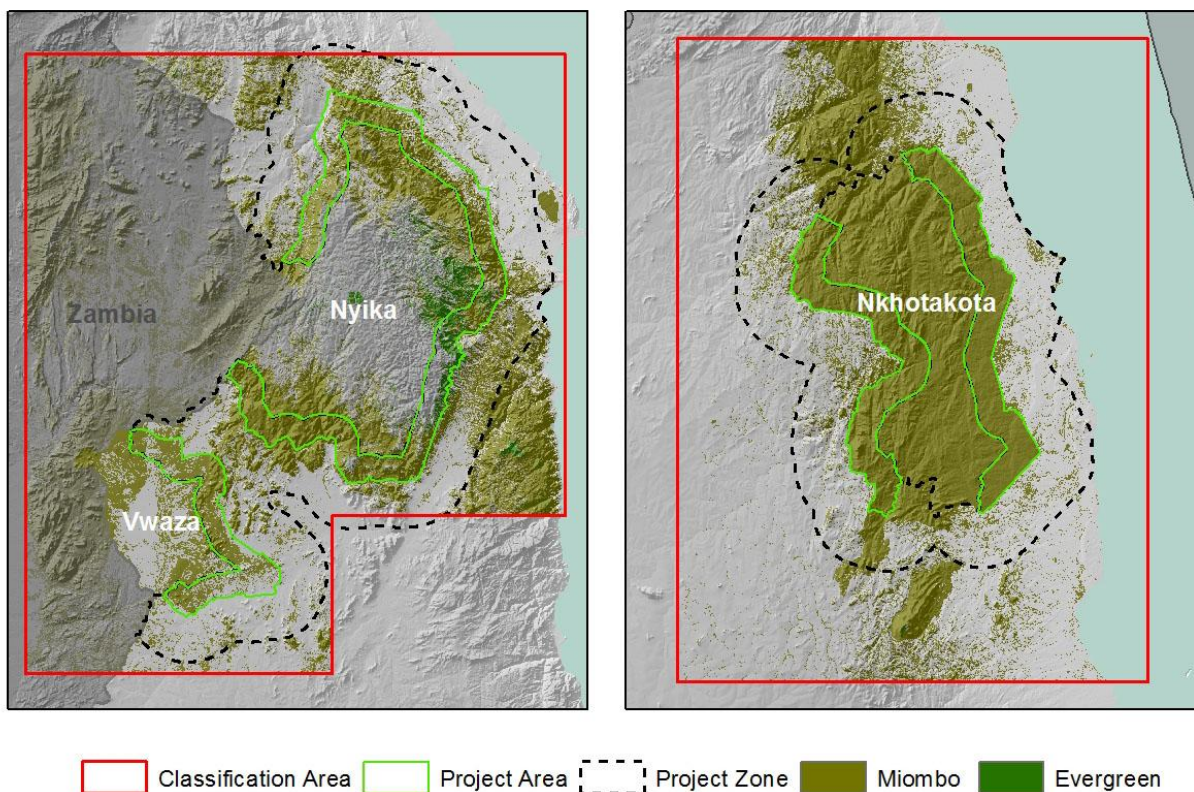 Zambia
Nyika
Vwaza
Nkhotakota
Classification Area
Project Area
Project Zone
Miombo
Evergreen